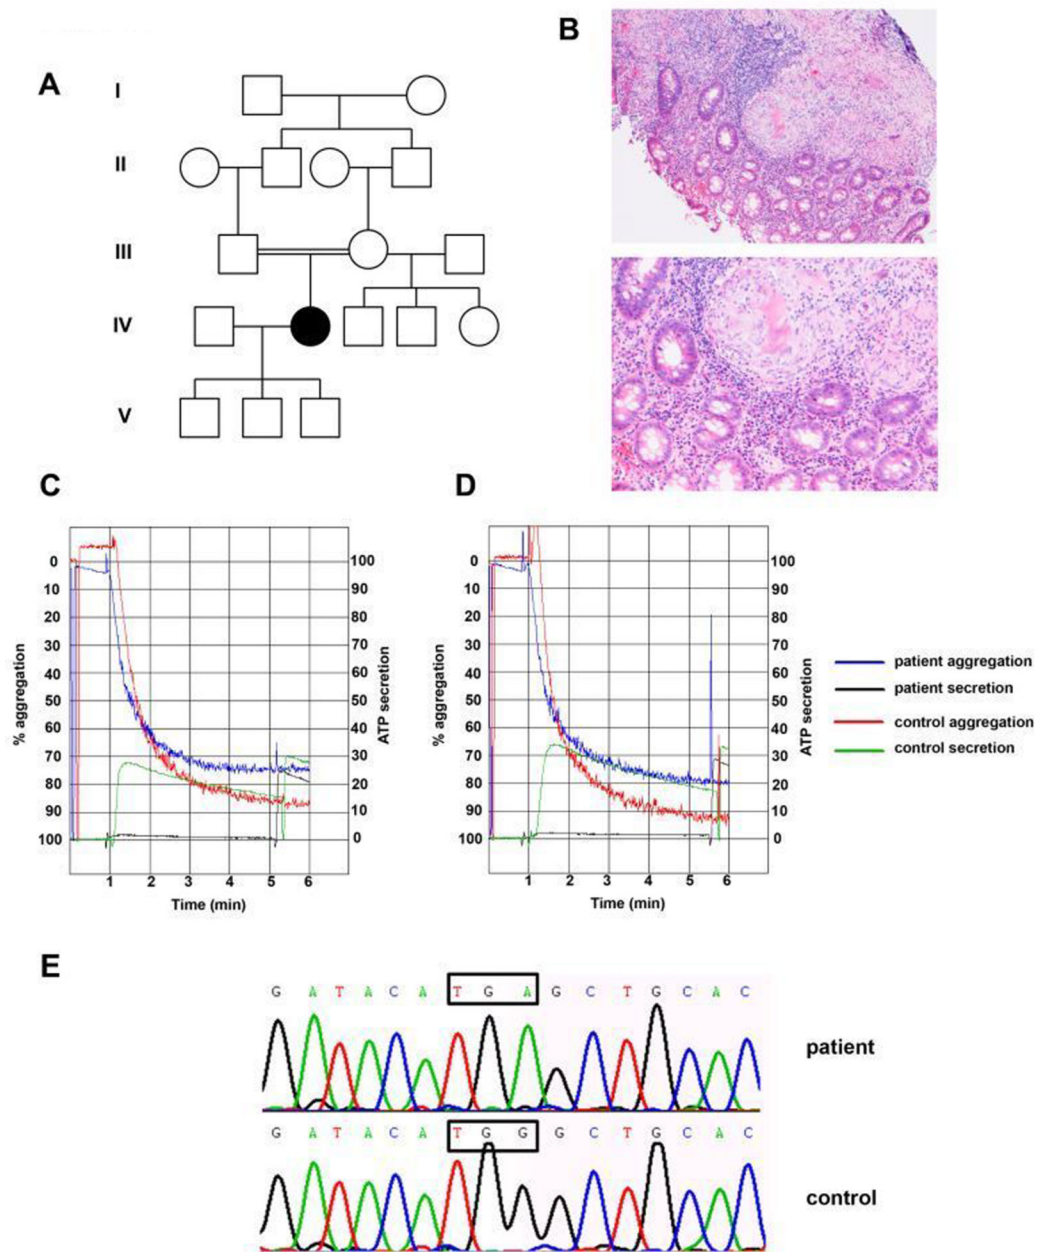 A
I
II
III
IV
V
B
C
0
10
20
30
40
50
60
70
80
90
100
% aggregation
100
90
80
70
60
50
40
30
20
10
0
ATP secretion
1 2 3 4 5 6
Time (min)
D
0
10
20
30
40
50
60
70
80
90
100
% aggregation
100
90
80
70
60
50
40
30
20
10
0
ATP secretion
1 2 3 4 5 6
Time (min)
patient aggregation
patient secretion
control aggregation
control secretion
E
G A T A C A T G A G C T G C A C
patient
G A T A C A T G G G C T G C A C
control